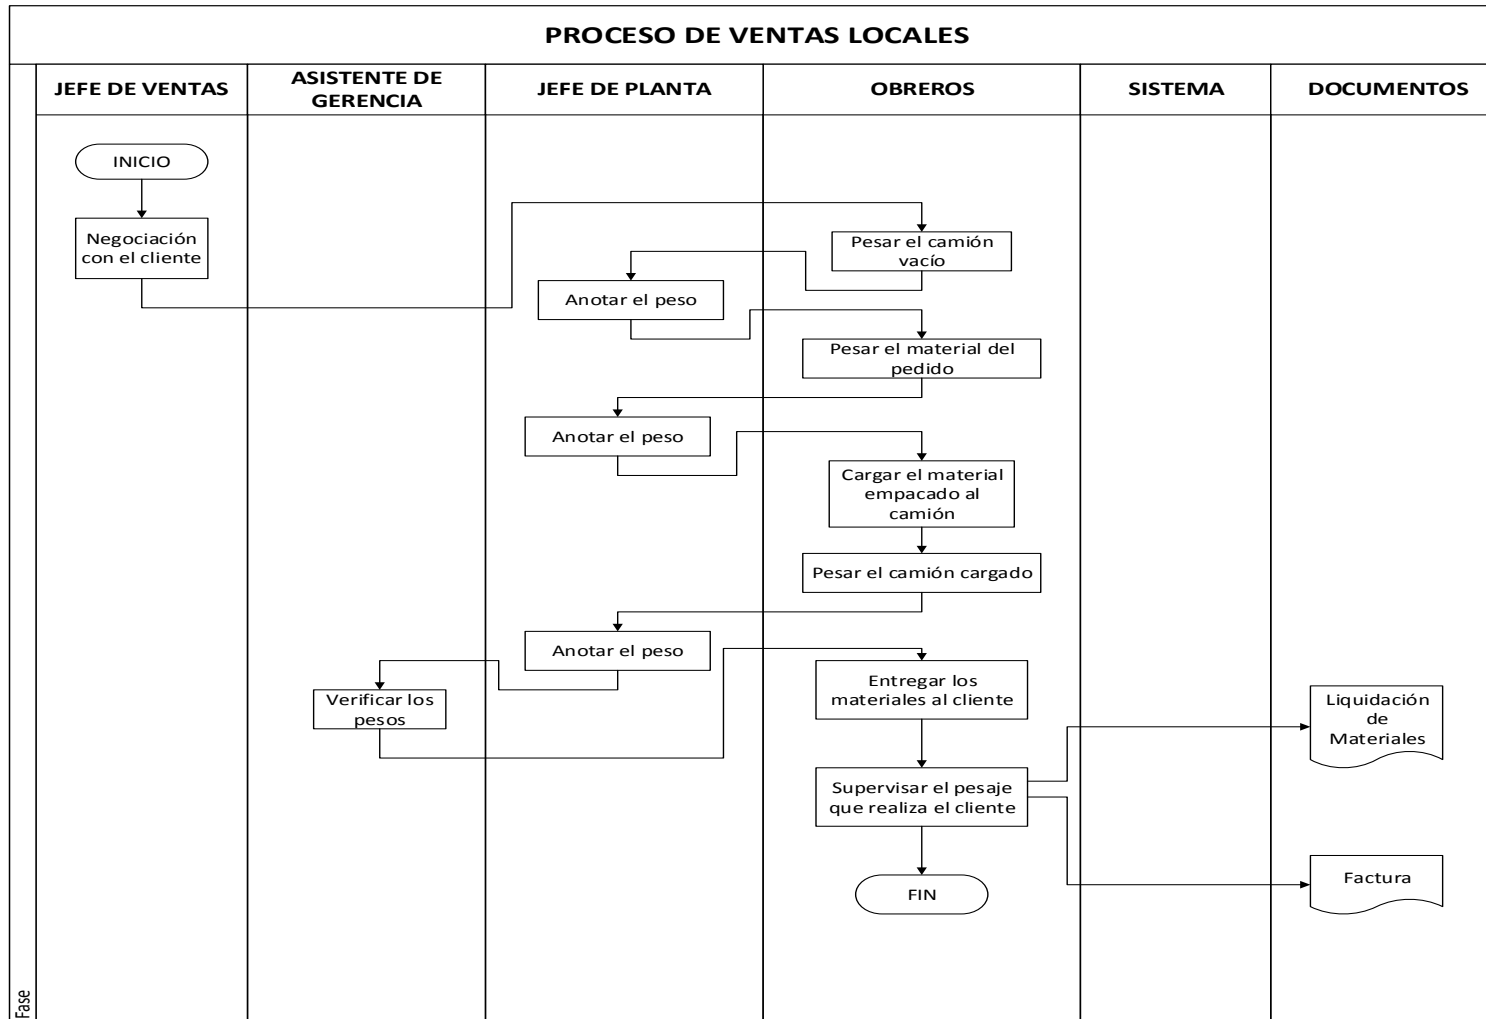 PROCESO DE VENTAS LOCALES
JEFE DE VENTAS
ASISTENTE DE
GERENCIA
JEFE DE PLANTA
OBREROS
SISTEMA
DOCUMENTOS
INICIO
Negociación
con el cliente
Pesar el camión
vacío
Anotar el peso
Pesar el material del
pedido
Anotar el peso
Cargar el material
empacado al
camión
Pesar el camión cargado
Anotar el peso
Verificar los
pesos
Entregar los
materiales al cliente
Liquidación
de
Materiales
Supervisar el pesaje
que realiza el cliente
Factura
FIN
Fase